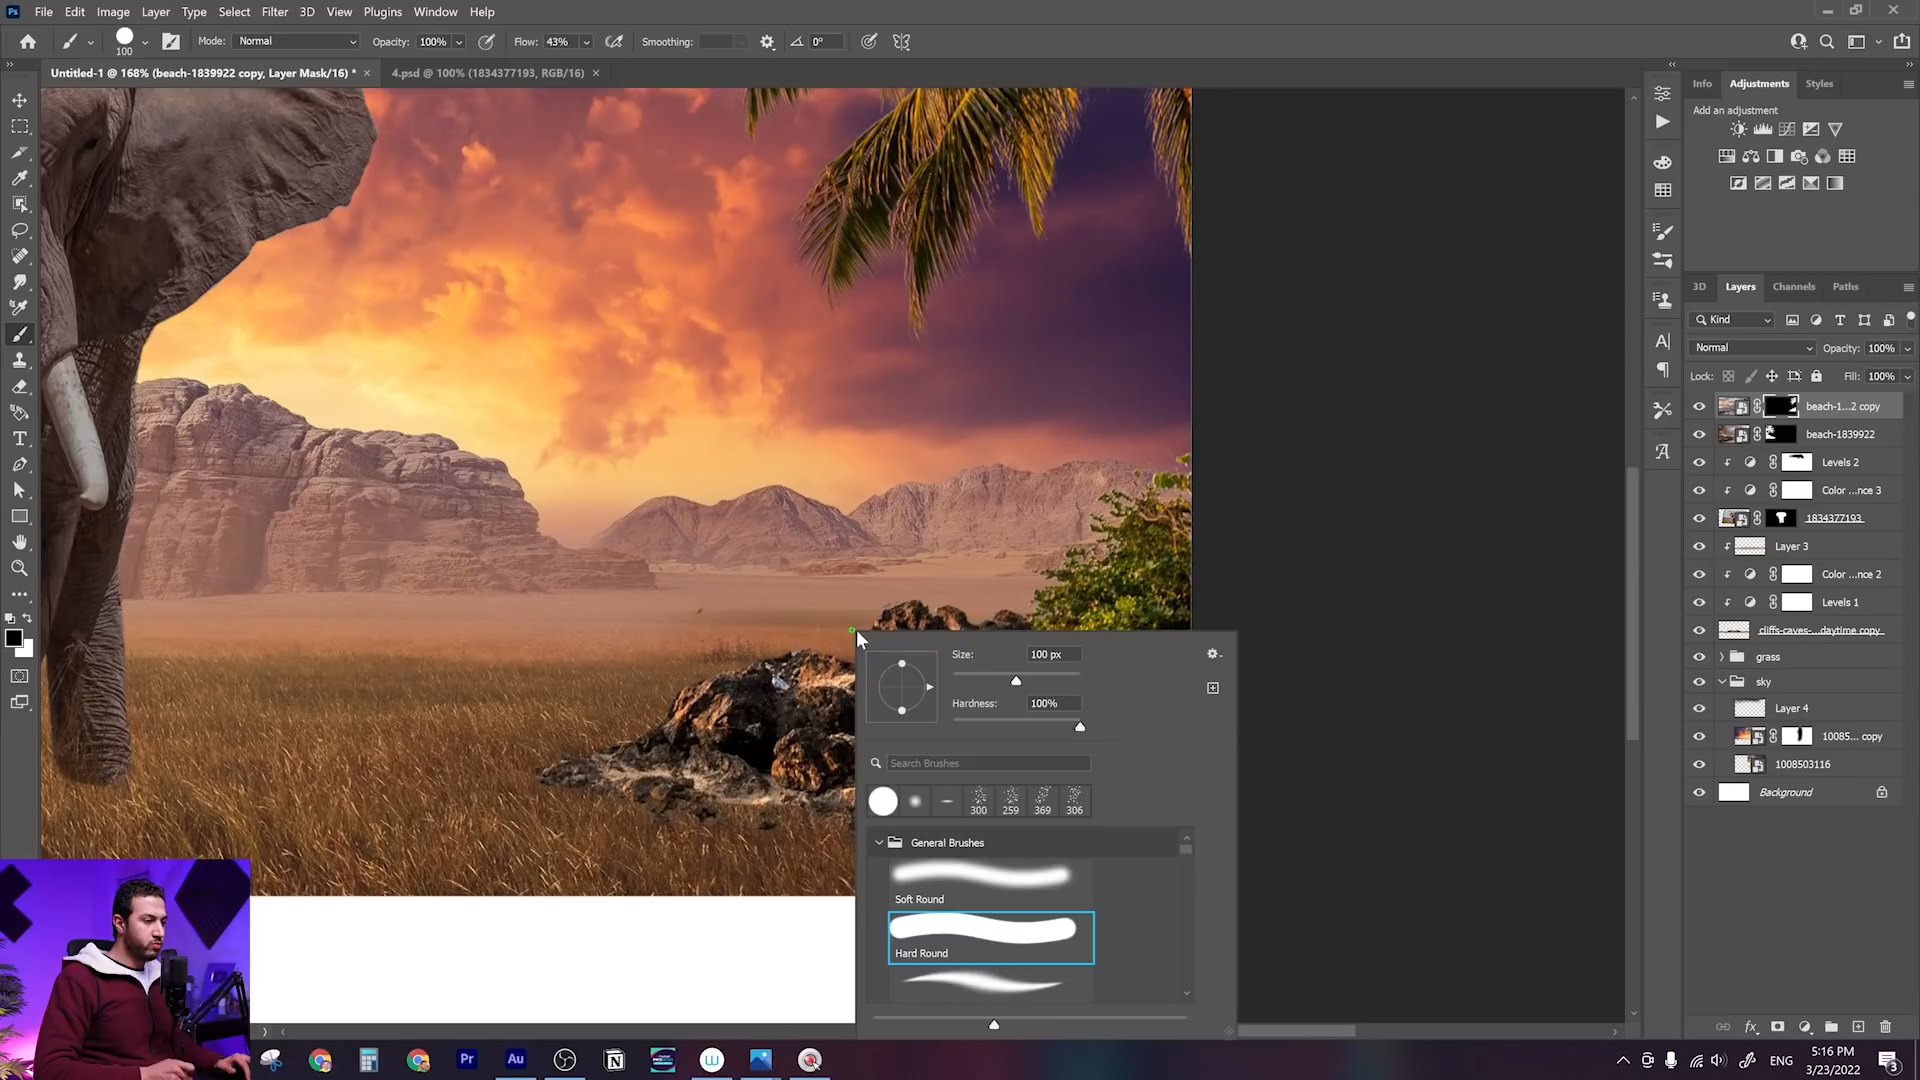 Ps File Edit Image Layer Type Select Filter 3D View Plugins Window Help
100 Mode: Normal Opacity: 100% Flow: 43% Smoothing: 0°
Untitled-1 @ 168% (beach-1839922 copy, Layer Mask/16) * × 4.psd @ 100% (1834377193, RGB/16) ×
Info Adjustments Styles
Add an adjustment
3D Layers Channels Paths
Kind
Normal Opacity: 100%
Lock: Fill: 100%
beach-1...2 copy
beach-1839922
Levels 2
Color ...nce 3
1834377193
Layer 3
Color ...nce 2
Levels 1
cliffs-caves-...daytime copy
grass
sky
Layer 4
10085... copy
1008503116
Background
Size: 100 px
Hardness: 100%
Search Brushes
300 259 369 306
General Brushes
Soft Round
Hard Round
fx
Pr Au
ENG
5:16 PM
3/23/2022
3